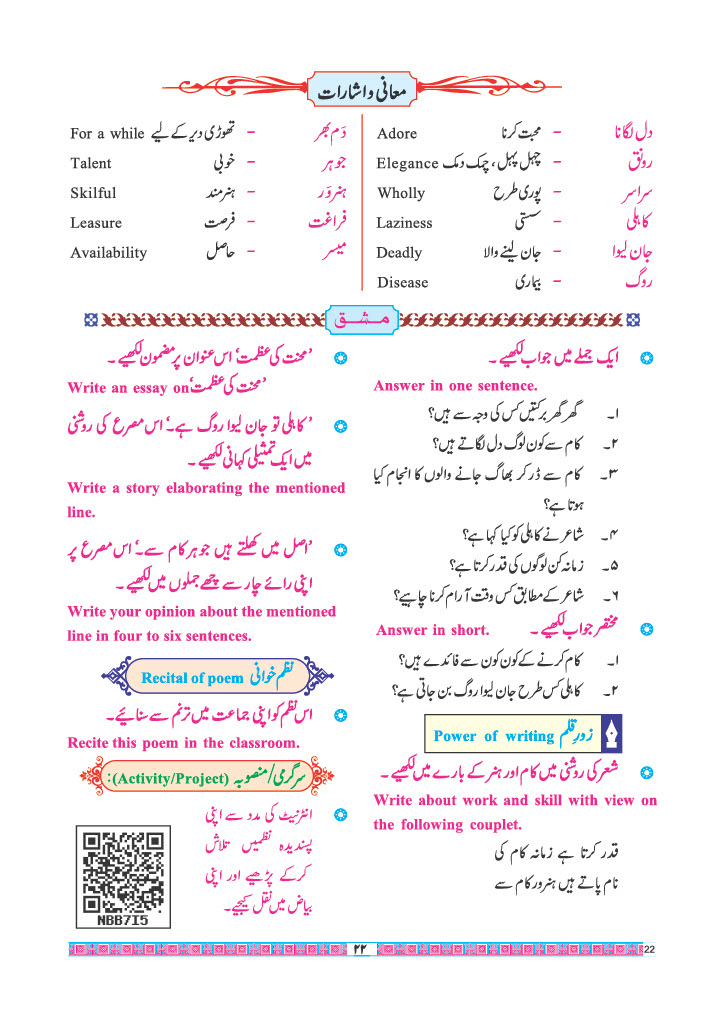 معانی و اشارات
دل لگانا – محبت کرنا Adore
رونق – چہل پہل ، چمک دمک Elegance
سراسر – پوری طرح Wholly
کاہلی – سستی Laziness
جان لیوا – جان لینے والا Deadly
روگ – بیماری Disease
دَم بھر – تھوڑی دیر کے لیے For a while
جوہر – خوبی Talent
ہنروَر – ہنرمند Skilful
فراغت – فرصت Leasure
میسر – حاصل Availability
مشق
ایک جملے میں جواب لکھیے ۔
Answer in one sentence.
۱۔ گھر گھر برکتیں کس کی وجہ سے ہیں؟
۲۔ کام سے کون لوگ دل لگاتے ہیں؟
۳۔ کام سے ڈر کر بھاگ جانے والوں کا انجام کیا
ہوتا ہے؟
۴۔ شاعر نے کاہلی کو کیا کہا ہے؟
۵۔ زمانہ کن لوگوں کی قدر کرتا ہے؟
۶۔ شاعر کے مطابق کس وقت آرام کرنا چاہیے؟
مختصر جواب لکھیے ۔ Answer in short.
۱۔ کام کرنے کے کون کون سے فائدے ہیں؟
۲۔ کاہلی کس طرح جان لیوا روگ بن جاتی ہے؟
زورِ قلم Power of writing
شعر کی روشنی میں کام اور ہنر کے بارے میں لکھیے ۔
Write about work and skill with view on
the following couplet.
قدر کرتا ہے زمانہ کام کی
نام پاتے ہیں ہنرور کام سے
’محنت کی عظمت‘ اس عنوان پر مضمون لکھیے ۔
Write an essay on ’محنت کی عظمت‘
’ کاہلی تو جان لیوا روگ ہے۔‘ اس مصرع کی روشنی
میں ایک تمثیلی کہانی لکھیے ۔
Write a story elaborating the mentioned
line.
’اصل میں کھلتے ہیں جوہر کام سے ۔‘ اس مصرع پر
اپنی رائے چار سے چھے جملوں میں لکھیے ۔
Write your opinion about the mentioned
line in four to six sentences.
نظم خوانی Recital of poem
اس نظم کو اپنی جماعت میں ترنم سے سنائیے۔
Recite this poem in the classroom.
سرگرمی/منصوبہ (Activity/Project):
انٹرنیٹ کی مدد سے اپنی
پسندیدہ نظمیں تلاش
کرکے پڑھیے اور اپنی
بیاض میں نقل کیجیے۔
NBB7I5
۲۲
22